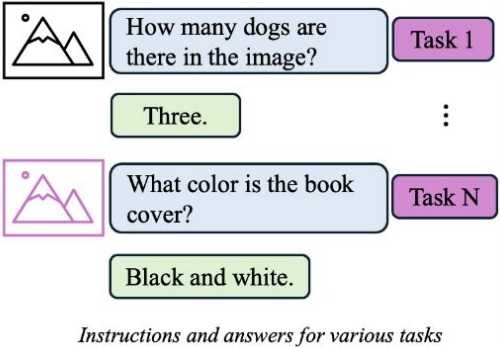 How many dogs are
there in the image?
Task 1
Three.
What color is the book
cover?
Task N
Black and white.
Instructions and answers for various tasks